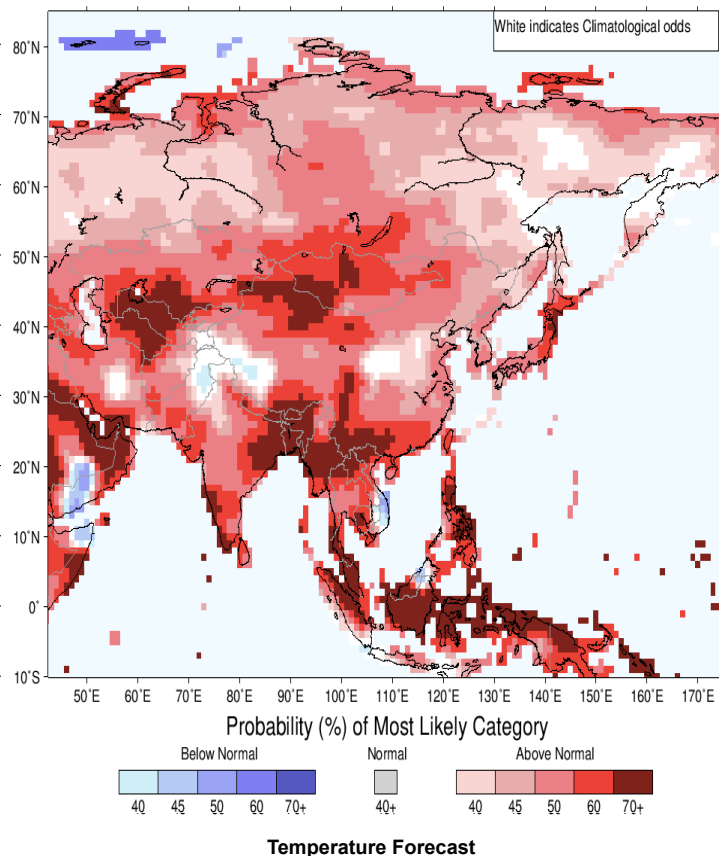 White indicates Climatological odds
80°N
70°N
60°N
50°N
40°N
30°N
20°N
10°N
0°
10°S
50°E 60°E 70°E 80°E 90°E 100°E 110°E 120°E 130°E 140°E 150°E 160°E 170°E
Probability (%) of Most Likely Category
Below Normal Normal Above Normal
40 45 50 60 70+ 40+ 40 45 50 60 70+
Temperature Forecast